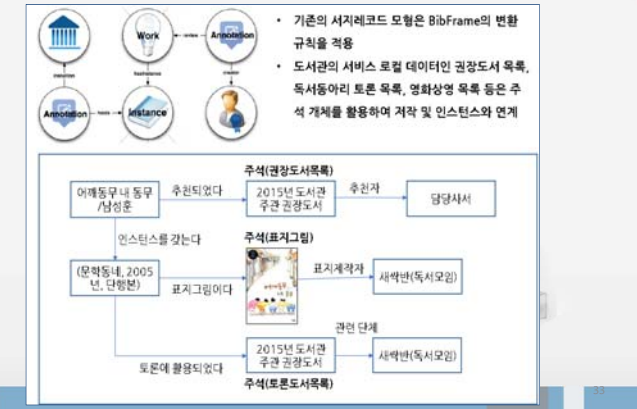 Work
Annotation
Annotation
Instance
• 기존의 서지레코드 모형은 BibFrame의 변환
규칙을 적용
• 도서관의 서비스 로컬 데이터인 권장도서 목록,
독서동아리 토론 목록, 영화상영 목록 등은 주
석 개체를 활용하여 저작 및 인스턴스와 연계
주석(권장도서목록)
어깨동무 내 동무
/남성훈
추천되었다
2015년 도서관
주관 권장도서
추천자
담당사서
인스턴스를 갖는다
주석(표지그림)
(문학동네, 2005
년, 단행본)
표지그림이다
표지제작자
새싹반(독서모임)
관련 단체
토론에 활용되었다
2015년 도서관
주관 권장도서
새싹반(독서모임)
주석(토론도서목록)
33